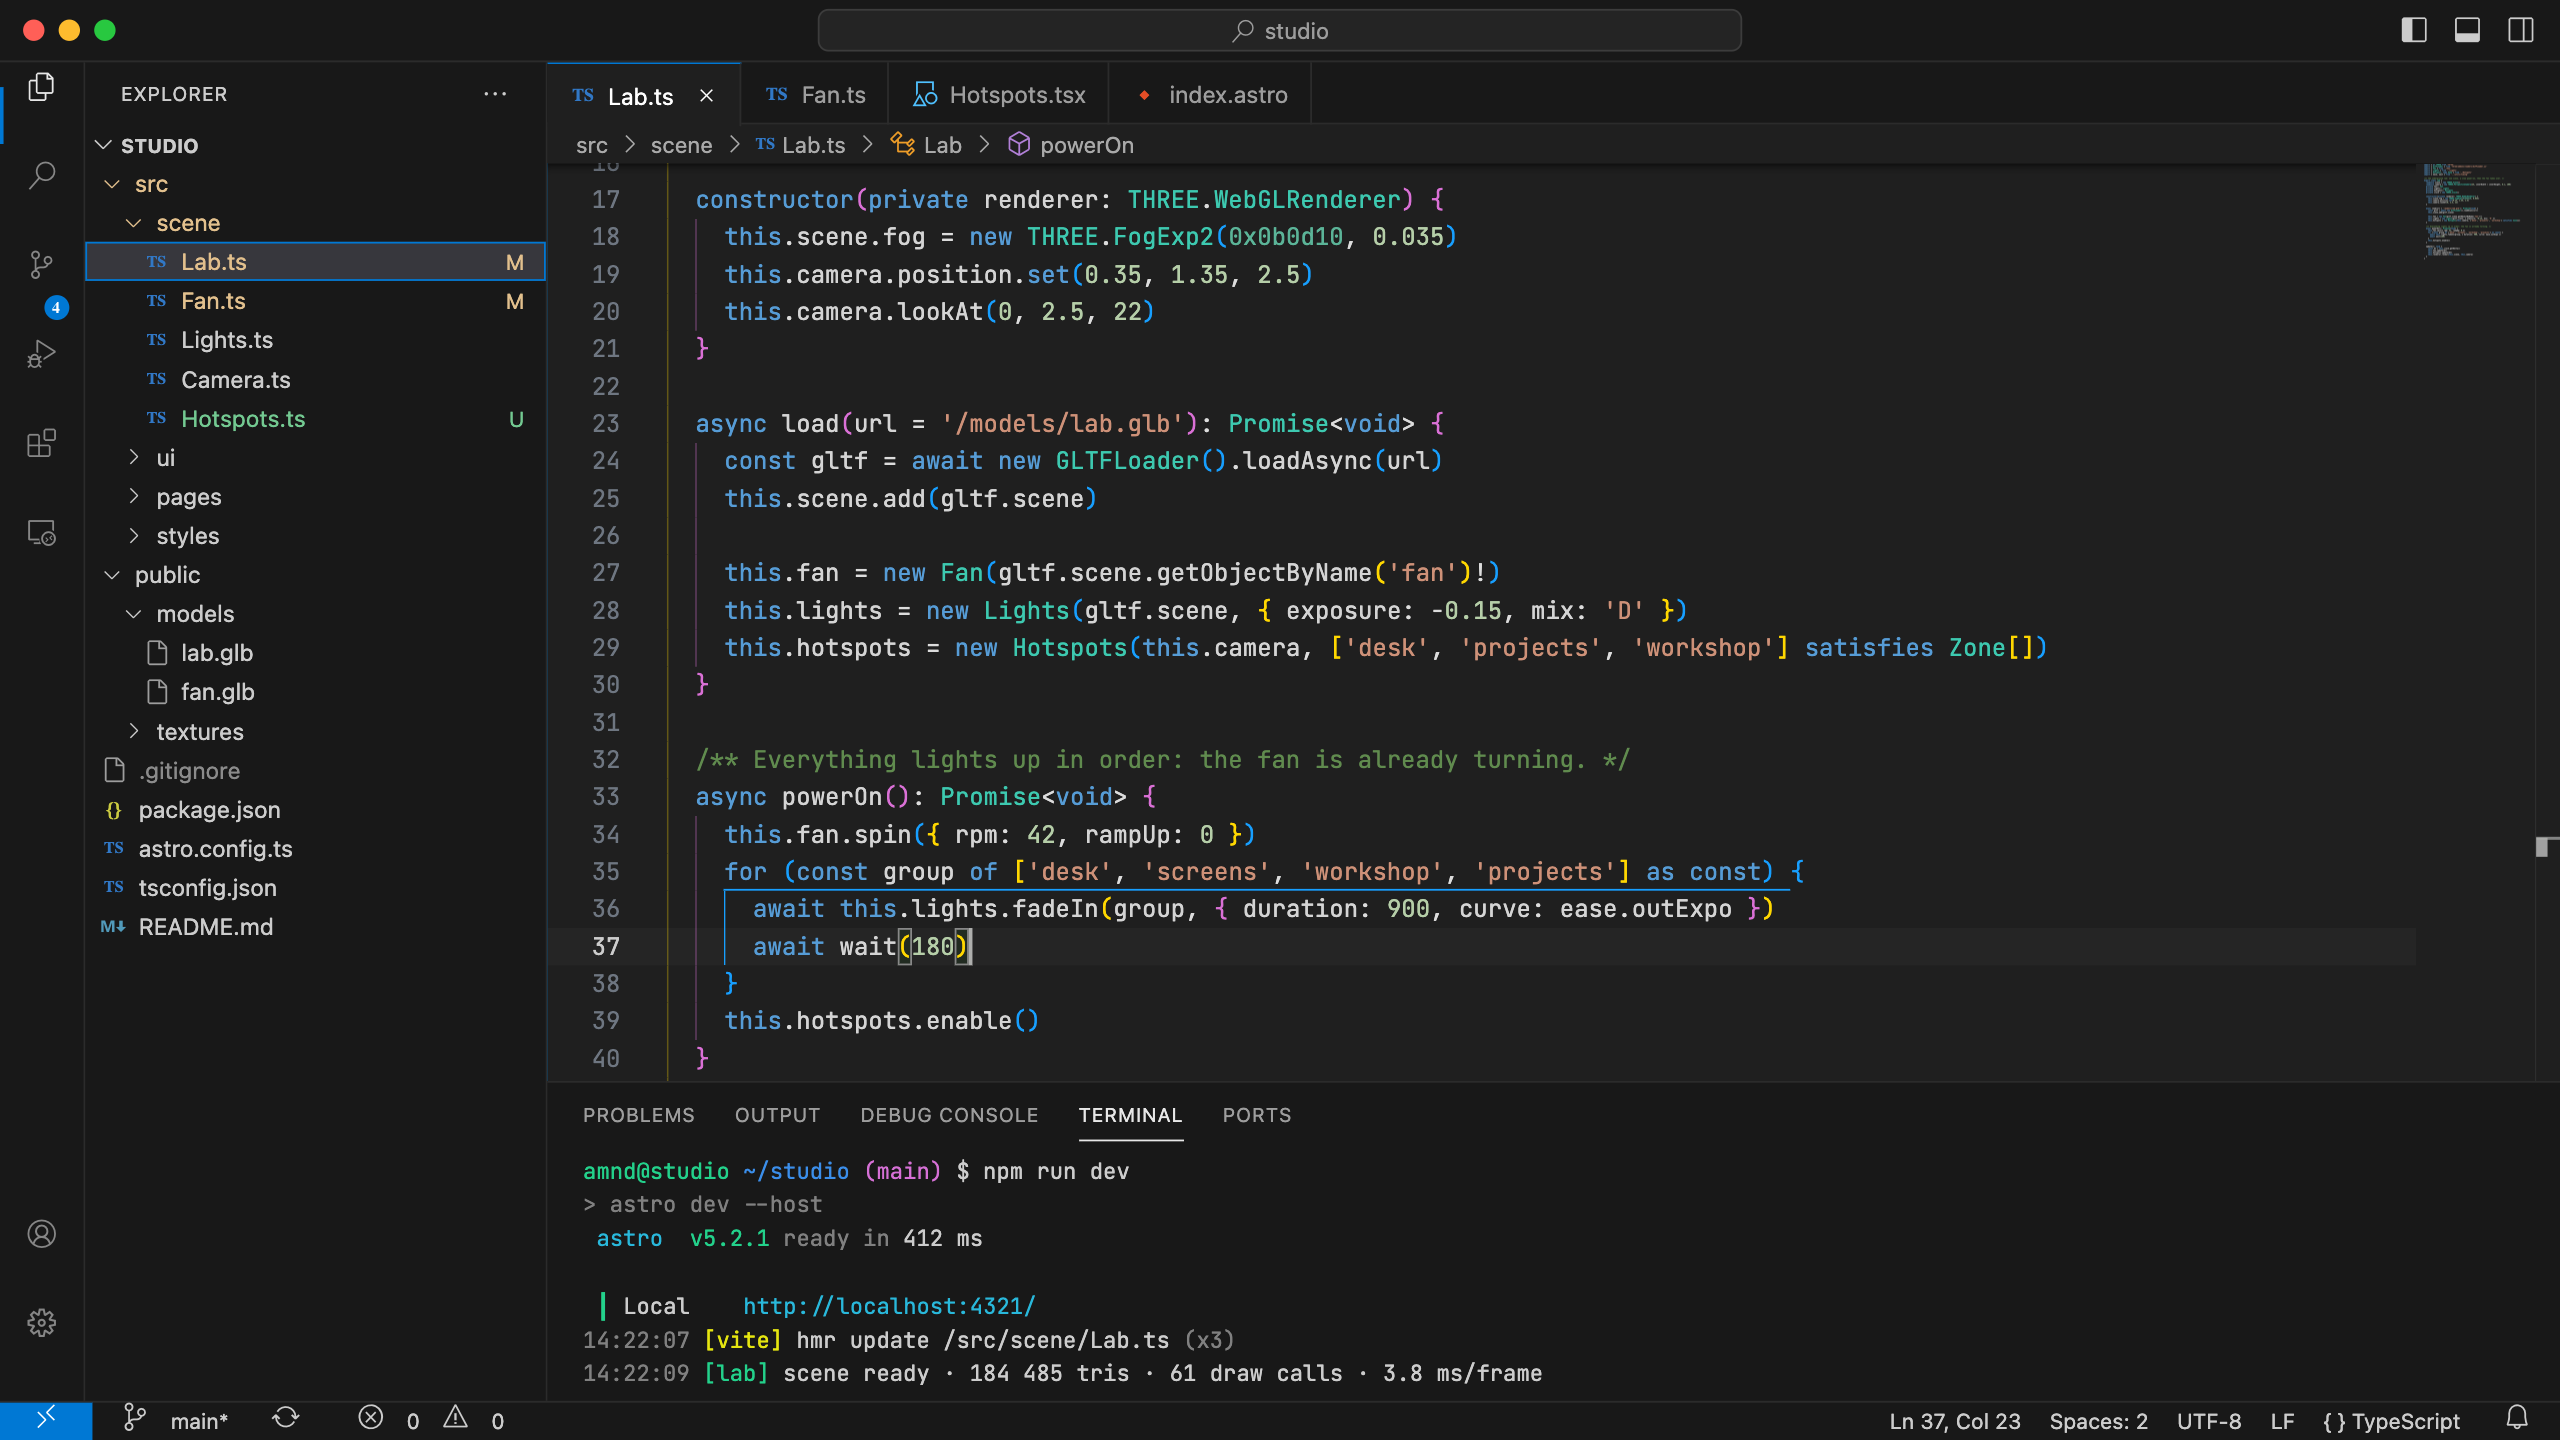 studio
EXPLORER
STUDIO
src
scene
TS Lab.ts M
TS Fan.ts M
TS Lights.ts
TS Camera.ts
TS Hotspots.ts U
ui
pages
styles
public
models
lab.glb
fan.glb
textures
.gitignore
{} package.json
TS astro.config.ts
TS tsconfig.json
M↓ README.md
4
TS Lab.ts
TS Fan.ts
Hotspots.tsx
index.astro
src > scene > TS Lab.ts > Lab > powerOn
16
17 constructor(private renderer: THREE.WebGLRenderer) {
18 this.scene.fog = new THREE.FogExp2(0x0b0d10, 0.035)
19 this.camera.position.set(0.35, 1.35, 2.5)
20 this.camera.lookAt(0, 2.5, 22)
21 }
22
23 async load(url = '/models/lab.glb'): Promise<void> {
24 const gltf = await new GLTFLoader().loadAsync(url)
25 this.scene.add(gltf.scene)
26
27 this.fan = new Fan(gltf.scene.getObjectByName('fan')!)
28 this.lights = new Lights(gltf.scene, { exposure: -0.15, mix: 'D' })
29 this.hotspots = new Hotspots(this.camera, ['desk', 'projects', 'workshop'] satisfies Zone[])
30 }
31
32 /** Everything lights up in order: the fan is already turning. */
33 async powerOn(): Promise<void> {
34 this.fan.spin({ rpm: 42, rampUp: 0 })
35 for (const group of ['desk', 'screens', 'workshop', 'projects'] as const) {
36 await this.lights.fadeIn(group, { duration: 900, curve: ease.outExpo })
37 await wait(180)
38 }
39 this.hotspots.enable()
40 }
PROBLEMS OUTPUT DEBUG CONSOLE TERMINAL PORTS
amnd@studio ~/studio (main) $ npm run dev
> astro dev --host
astro v5.2.1 ready in 412 ms
Local http://localhost:4321/
14:22:07 [vite] hmr update /src/scene/Lab.ts (x3)
14:22:09 [lab] scene ready · 184 485 tris · 61 draw calls · 3.8 ms/frame
main* 0 0 Ln 37, Col 23 Spaces: 2 UTF-8 LF { } TypeScript